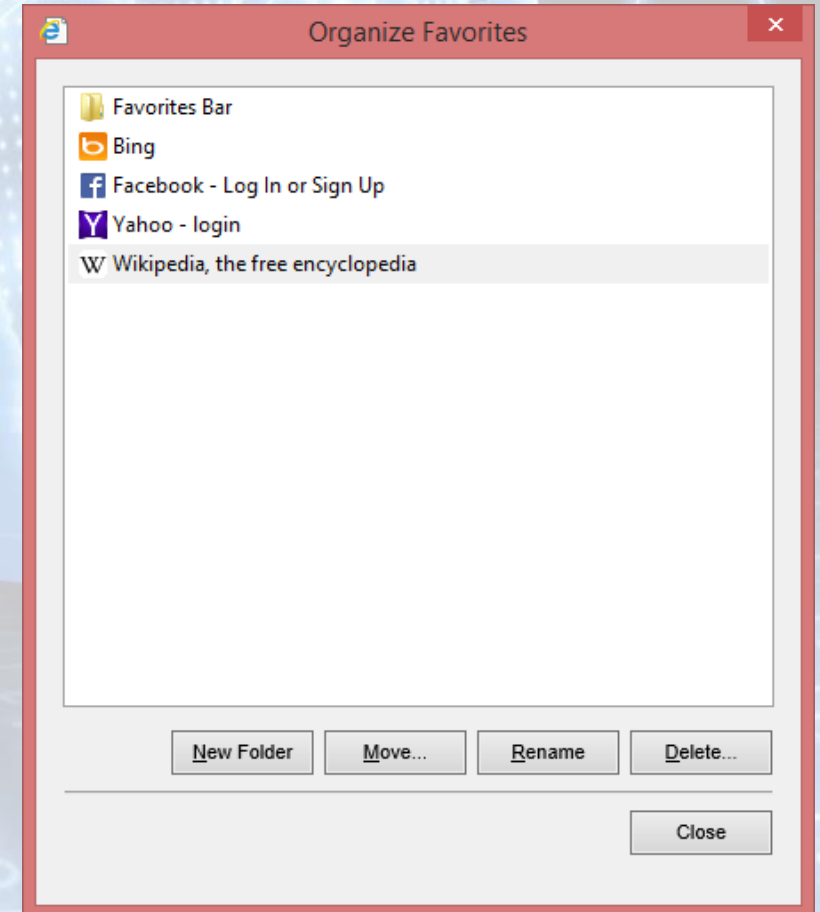 Organize Favorites
Favorites Bar
Bing
Facebook - Log In or Sign Up
Yahoo - login
Wikipedia, the free encyclopedia
New Folder Move... Rename Delete...
Close